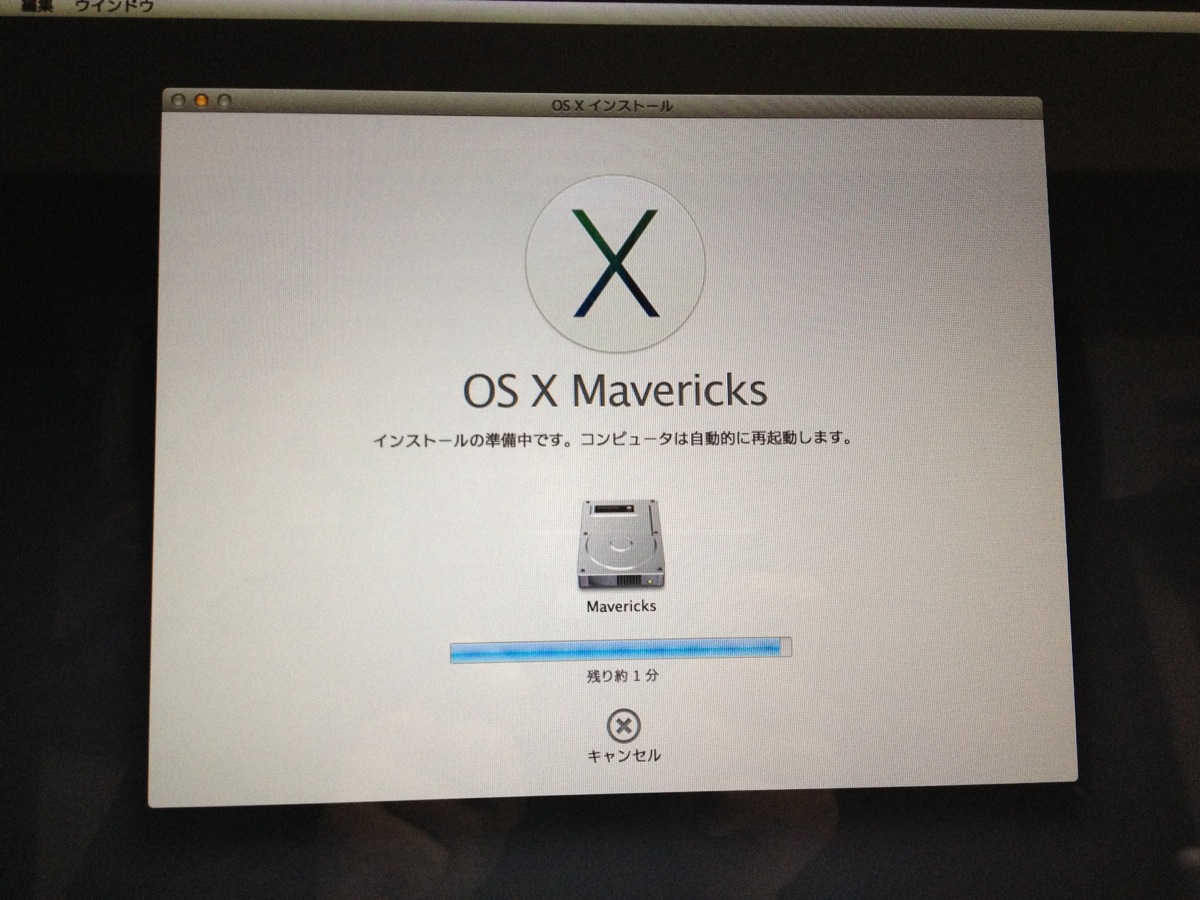 編集 ウインドウ
OS X インストール
X
OS X Mavericks
インストールの準備中です。コンピュータは自動的に再起動します。
Mavericks
残り約 1 分
キャンセル